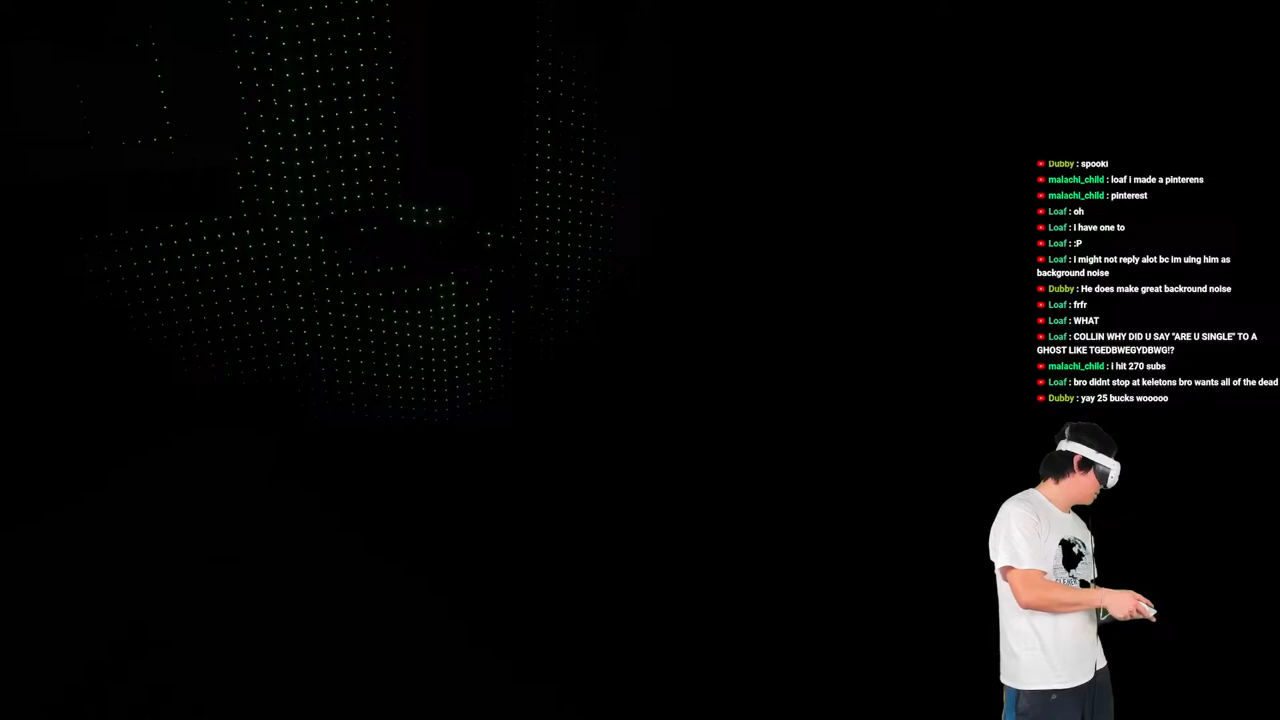 Dubby : spooki
malachi_child : loaf i made a pinterens
malachi_child : pinterest
Loaf : oh
Loaf : i have one to
Loaf : :P
Loaf : i might not reply alot bc im uing him as
background noise
Dubby : He does make great backround noise
Loaf : frfr
Loaf : WHAT
Loaf : COLLIN WHY DID U SAY "ARE U SINGLE" TO A
GHOST LIKE TGEDBWEGYDBWG!?
malachi_child : i hit 270 subs
Loaf : bro didnt stop at keletons bro wants all of the dead
Dubby : yay 25 bucks wooooo